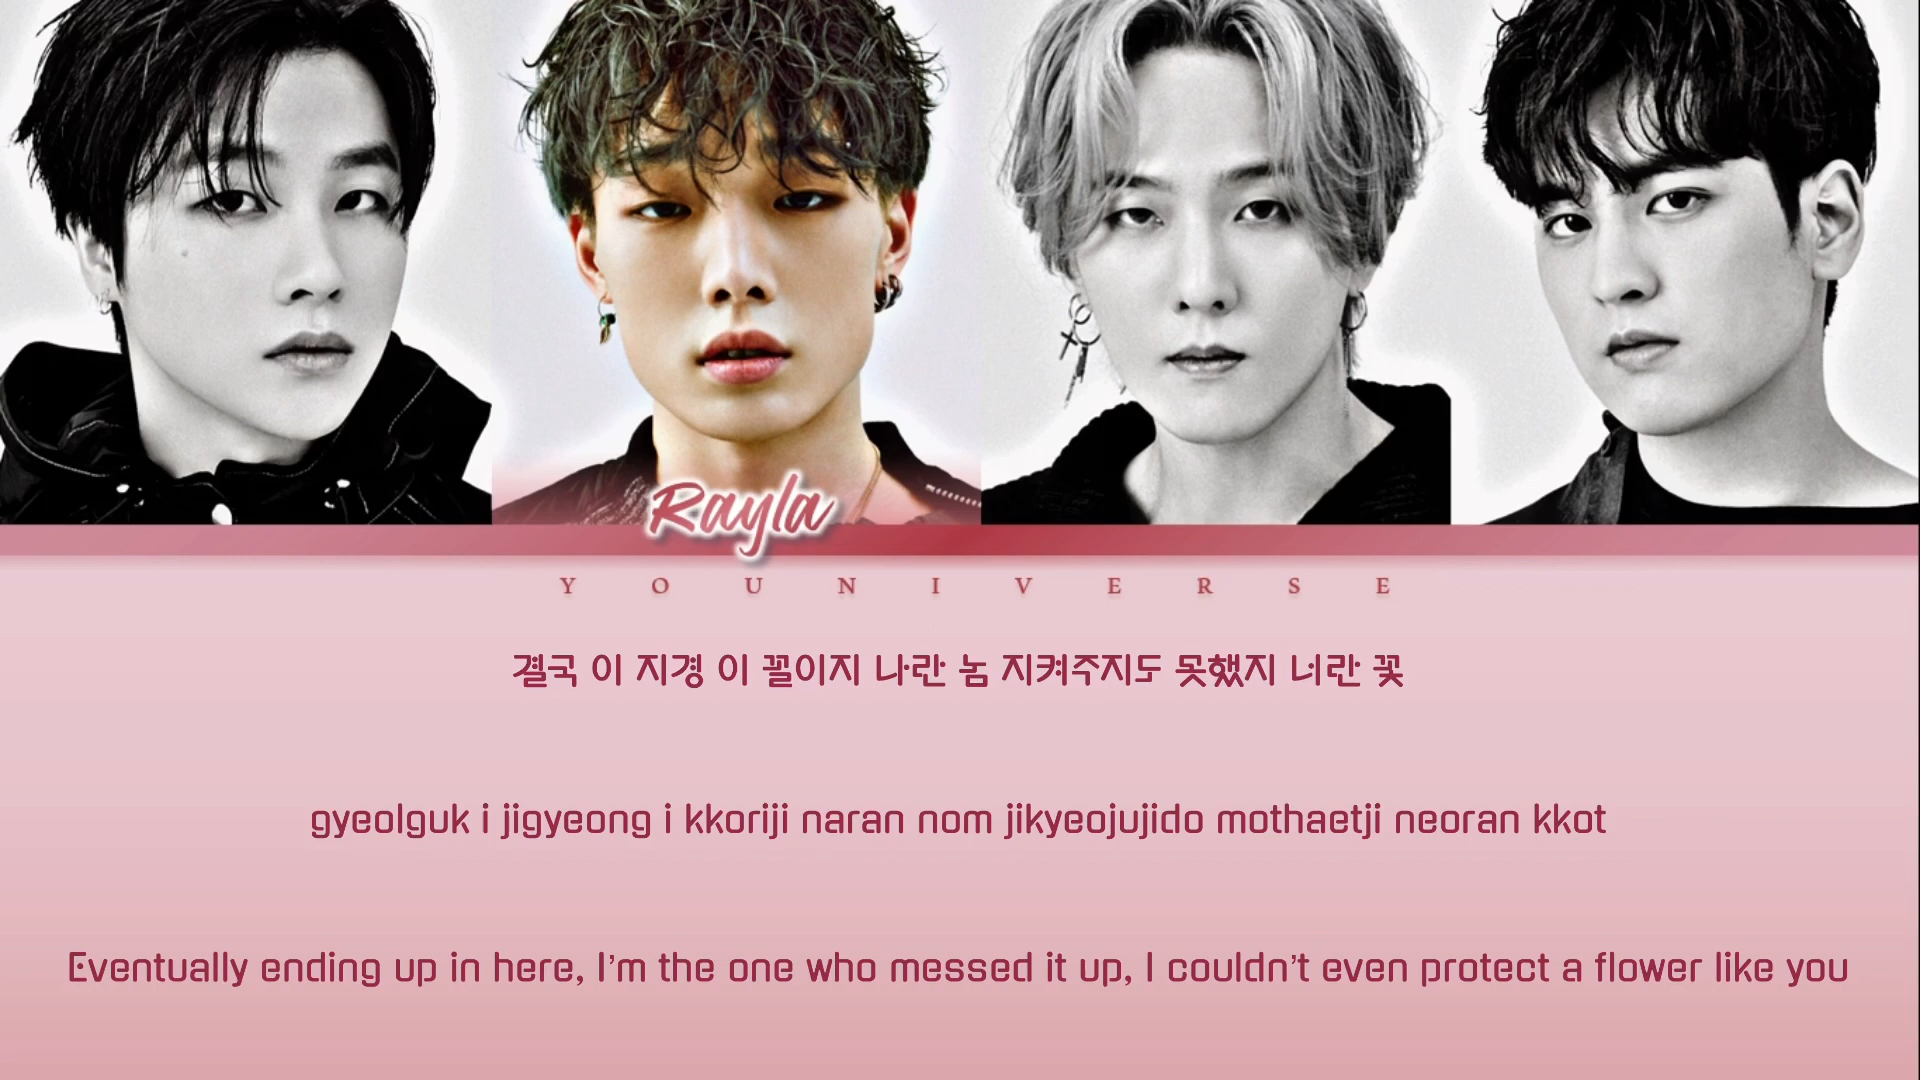 Rayla
YOUNIVERSE
결국 이 지경 이 꼴이지 나란 놈 지켜주지도 못했지 너란 꽃
gyeolguk i jigyeong i kkoriji naran nom jikyeojujido mothaetji neoran kkot
Eventually ending up in here, I'm the one who messed it up, I couldn't even protect a flower like you